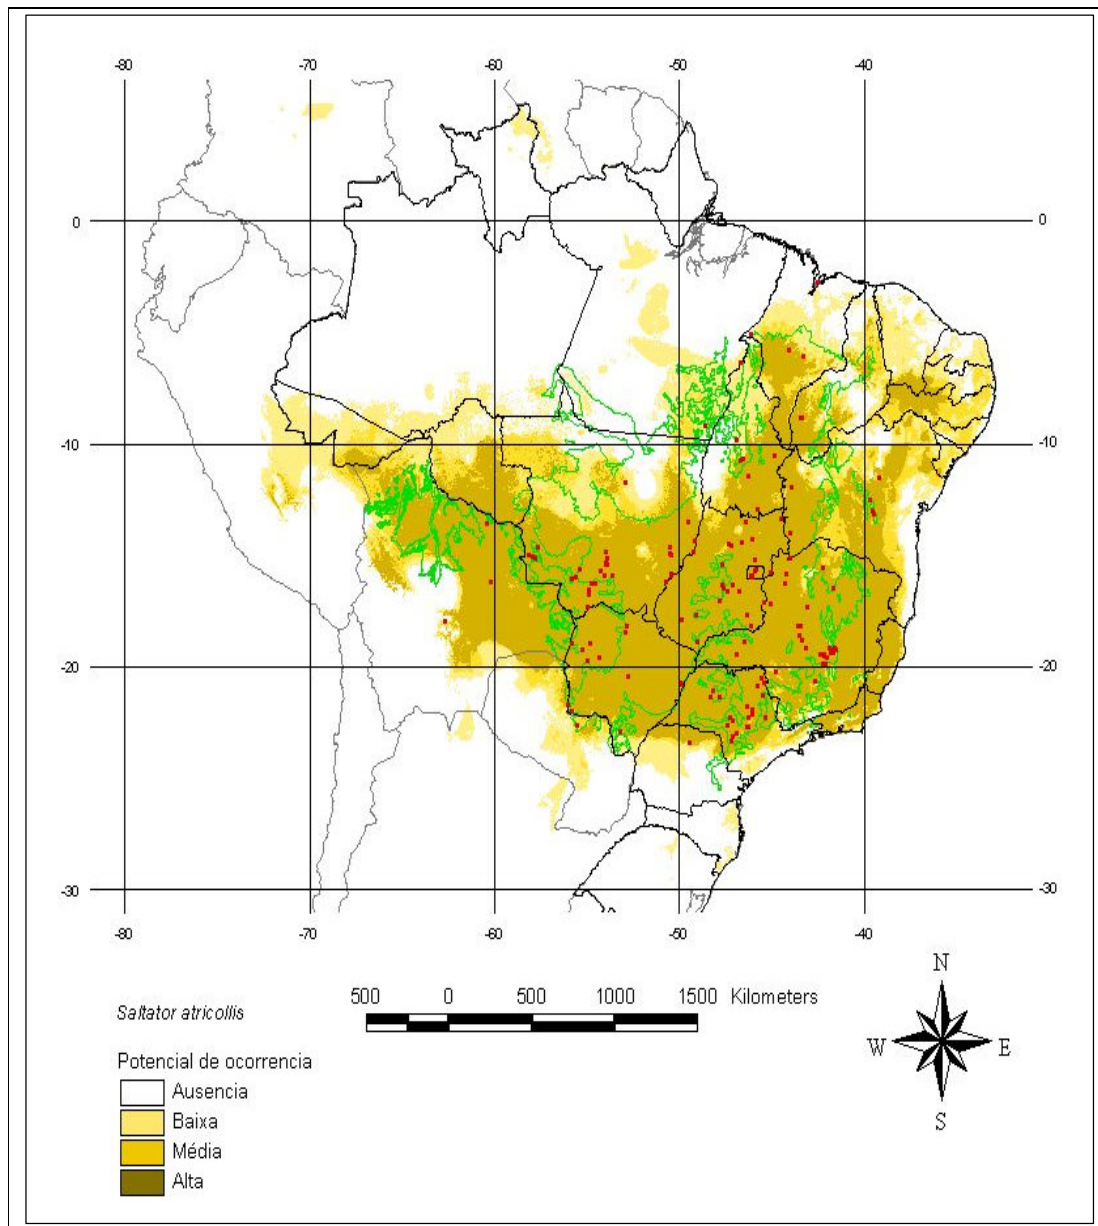 -80 -70 -60 -50 -40
0 0
-10 -10
-20 -20
-30 -30
-80 -70 -60 -50 -40
N
500 0 500 1000 1500 Kilometers
Saltator atricollis
W E
Potencial de ocorrencia
Ausencia
S
Baixa
Média
Alta